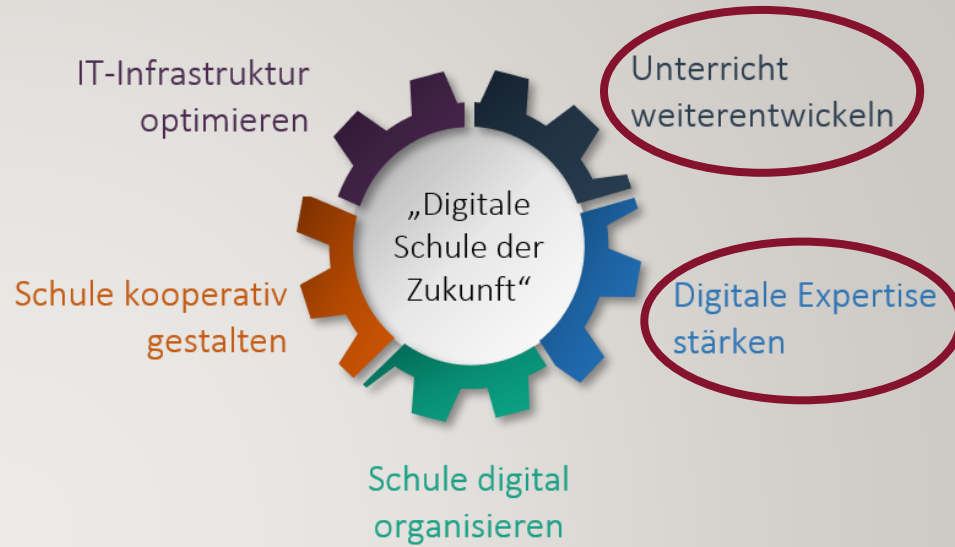 IT-Infrastruktur
optimieren
Unterricht
weiterentwickeln
„Digitale
Schule der
Zukunft“
Schule kooperativ
gestalten
Digitale Expertise
stärken
Schule digital
organisieren